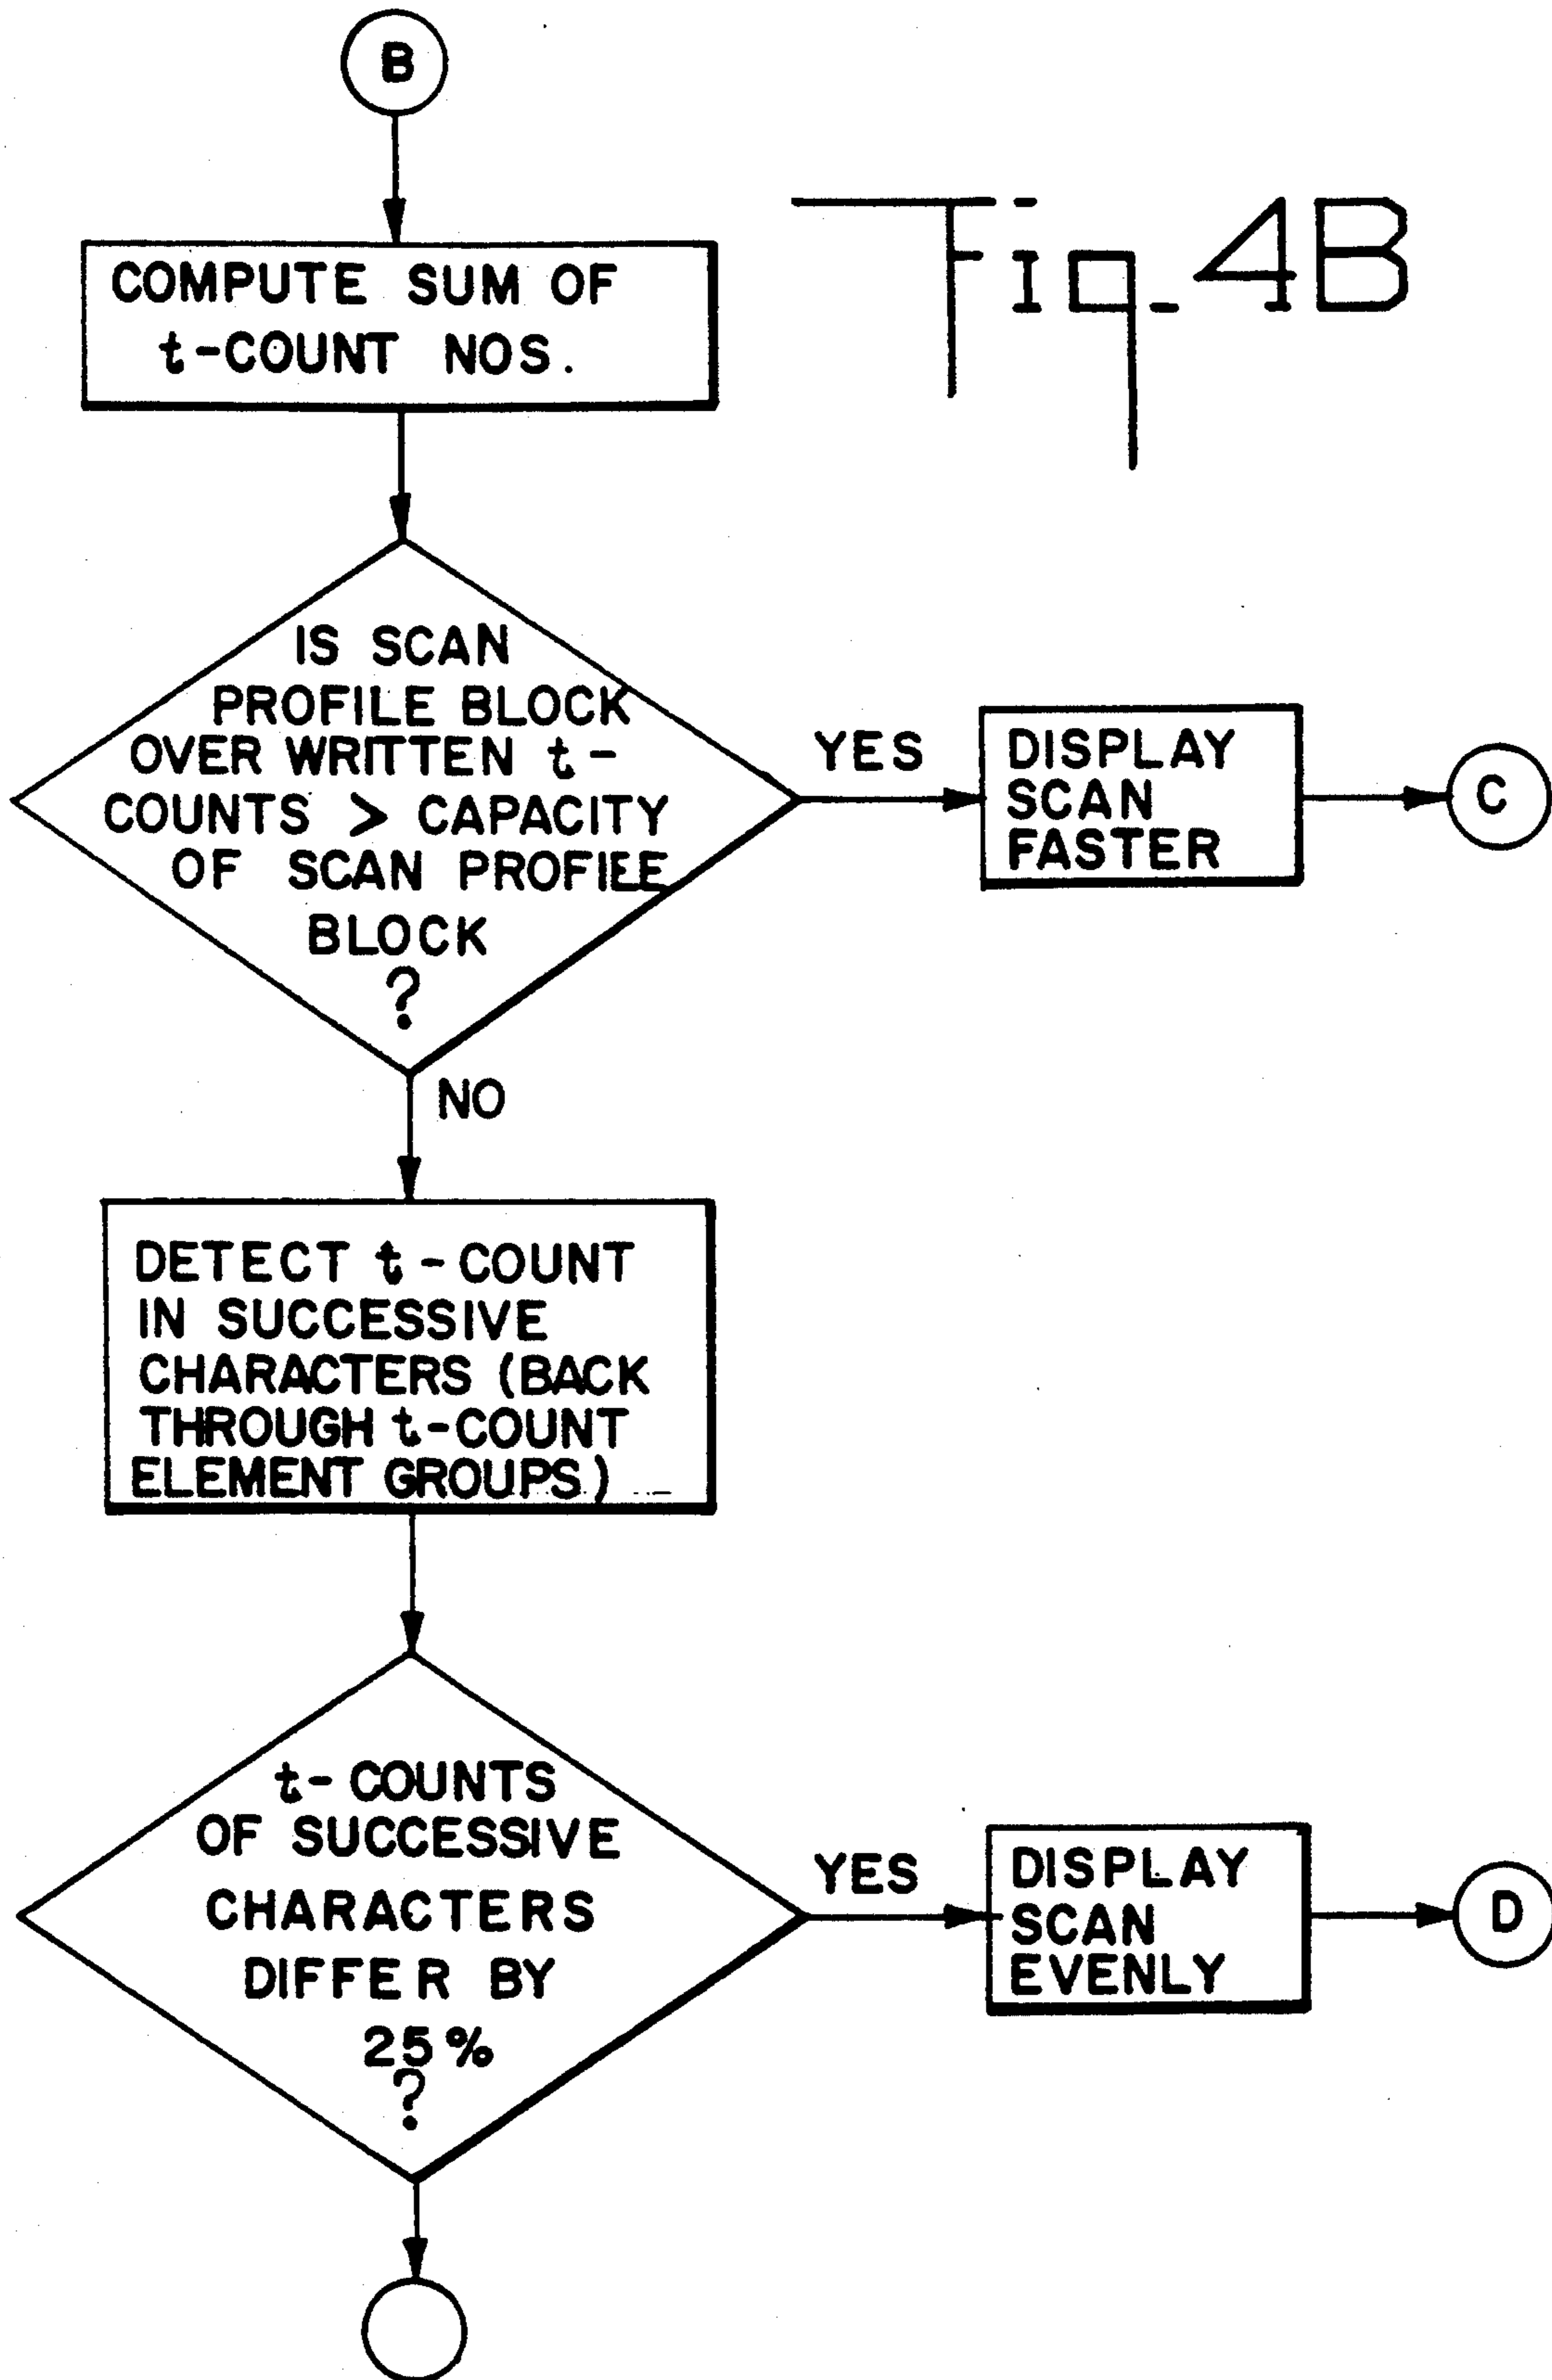 B
Fig. 4B
COMPUTE SUM OF
t-COUNT NOS.
IS SCAN
PROFILE BLOCK
OVER WRITTEN t-
COUNTS > CAPACITY
OF SCAN PROFILE
BLOCK
?
YES
DISPLAY
SCAN
FASTER
C
NO
DETECT t-COUNT
IN SUCCESSIVE
CHARACTERS (BACK
THROUGH t-COUNT
ELEMENT GROUPS)
t-COUNTS
OF SUCCESSIVE
CHARACTERS
DIFFER BY
25%
?
YES
DISPLAY
SCAN
EVENLY
D